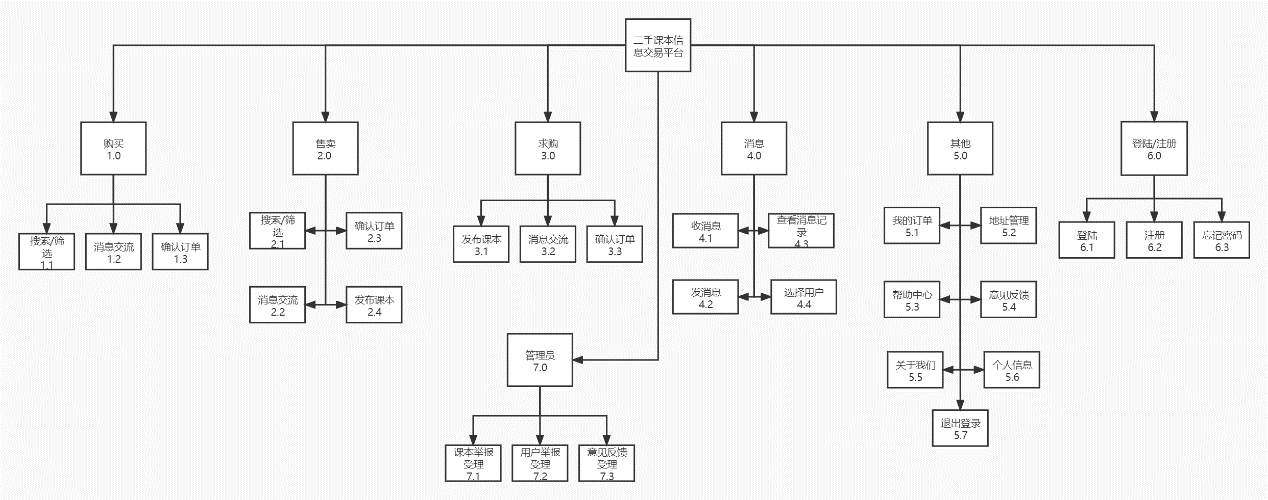 二手课本信
息交易平台
购买
1.0
售卖
2.0
求购
3.0
消息
4.0
其他
5.0
登陆/注册
6.0
搜索/筛
选
1.1
消息交流
1.2
确认订单
1.3
搜索/筛
选
2.1
确认订单
2.3
消息交流
2.2
发布课本
2.4
发布课本
3.1
消息交流
3.2
确认订单
3.3
收消息
4.1
查看消息记
录
4.3
发消息
4.2
选择用户
4.4
我的订单
5.1
地址管理
5.2
帮助中心
5.3
意见反馈
5.4
关于我们
5.5
个人信息
5.6
退出登录
5.7
登陆
6.1
注册
6.2
忘记密码
6.3
管理员
7.0
课本举报
受理
7.1
用户举报
受理
7.2
意见反馈
受理
7.3